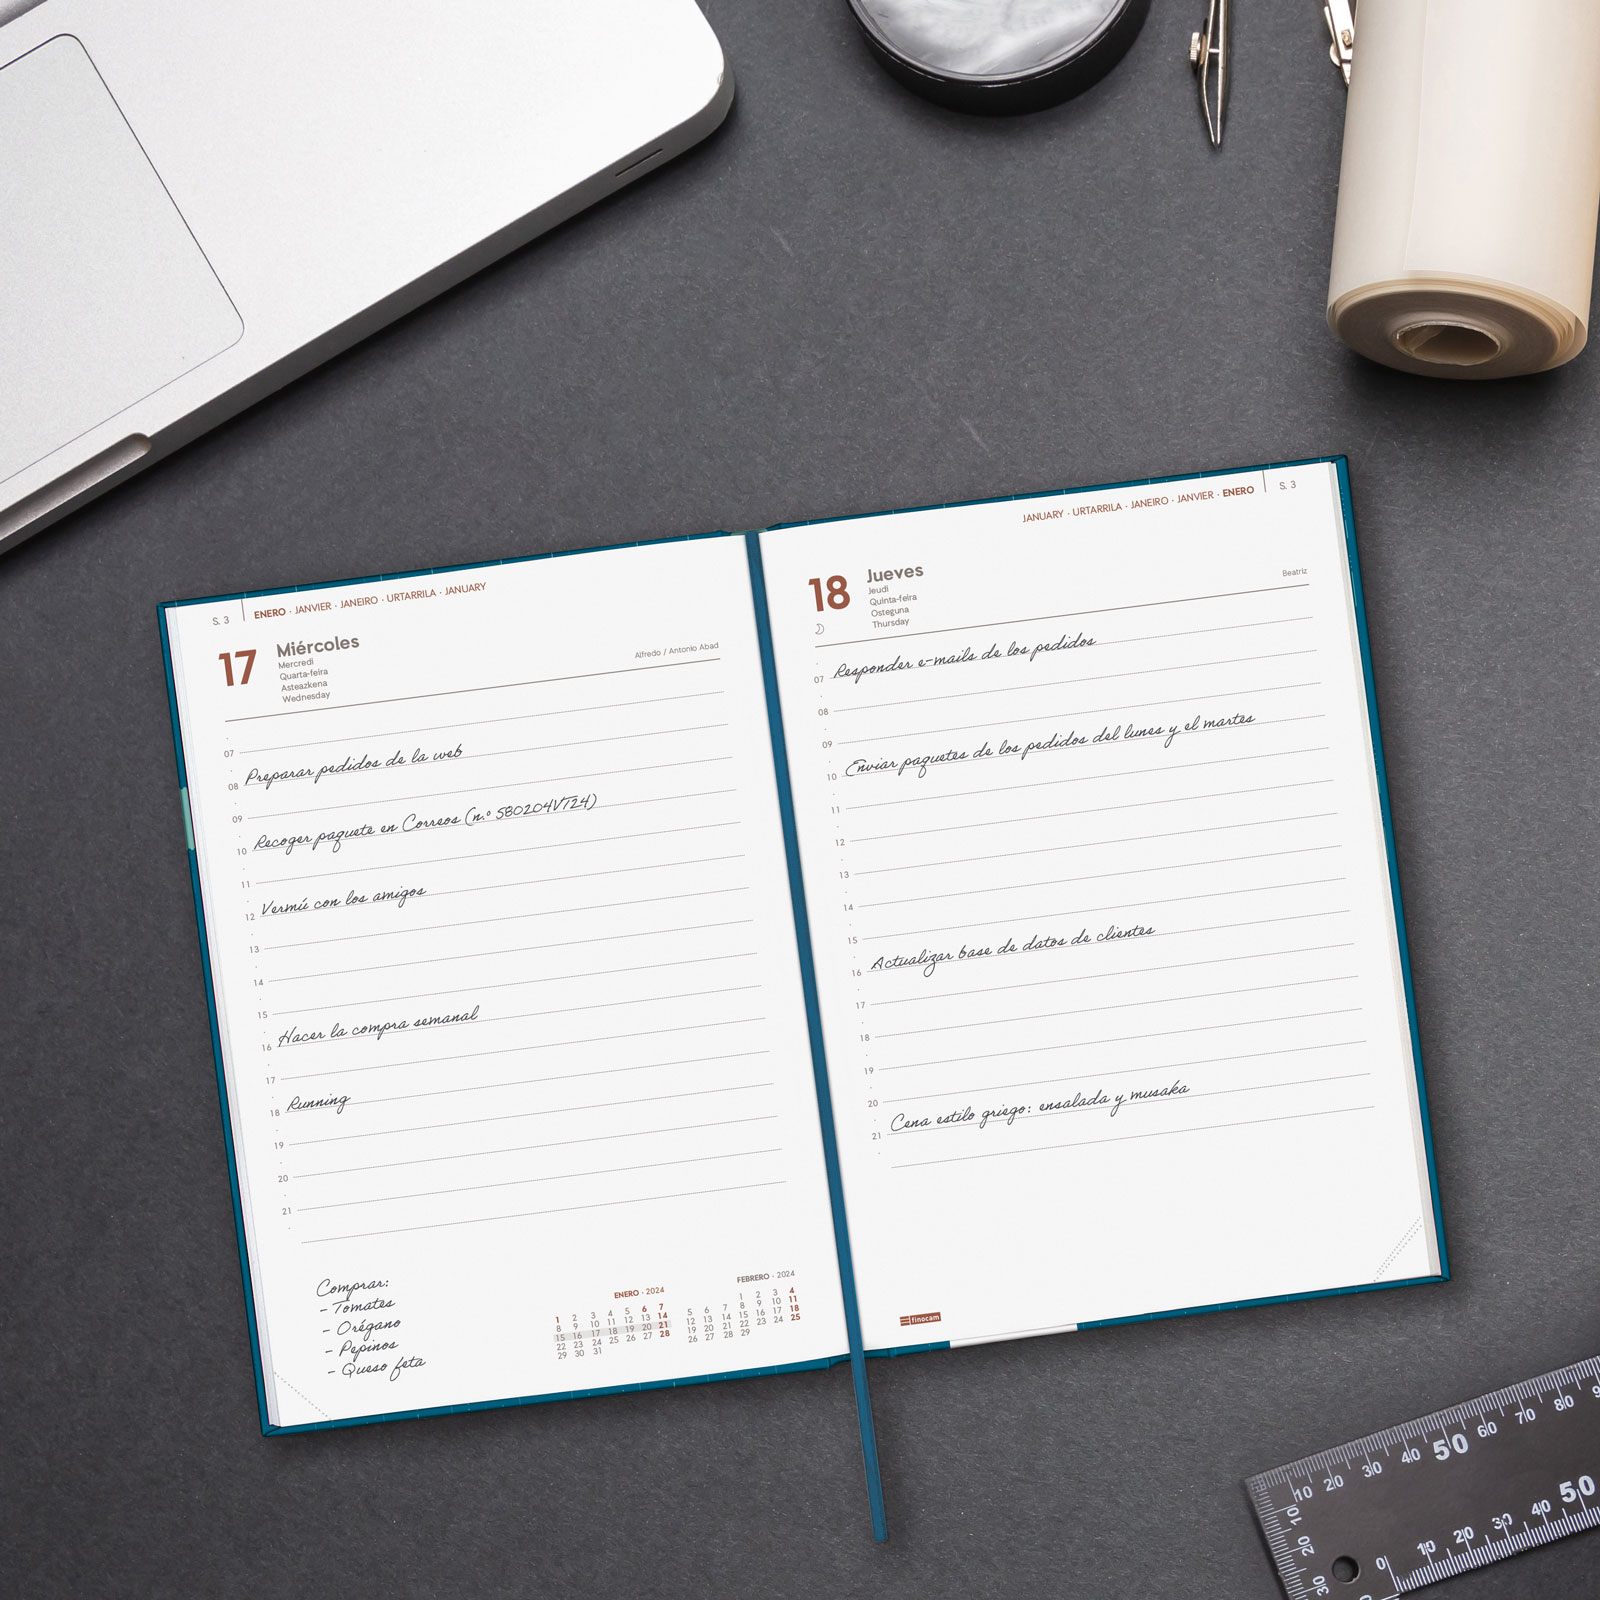 S. 3 ENERO · JANVIER · JANEIRO · URTARRILA · JANUARY
17 Miércoles
Mercredi
Quarta-feira
Asteazkena
Wednesday
Alfredo / Antonio Abad
07
Preparar pedidos de la web
08
09
Recoger paquete en Correos (n.º 580204VT24)
10
11
Vermú con los amigos
12
13
14
15
Hacer la compra semanal
16
17
Running
18
19
20
21
Comprar:
- Tomates
- Orégano
- Pepinos
- Queso feta
ENERO · 2024
1 2 3 4 5 6 7
8 9 10 11 12 13 14
15 16 17 18 19 20 21
22 23 24 25 26 27 28
29 30 31
FEBRERO · 2024
1 2 3 4
5 6 7 8 9 10 11
12 13 14 15 16 17 18
19 20 21 22 23 24 25
26 27 28 29
JANUARY · URTARRILA · JANEIRO · JANVIER · ENERO S. 3
18 Jueves
Jeudi
Quinta-feira
Osteguna
Thursday
Beatriz
Responder e-mails de los pedidos
07
08
09
Enviar paquetes de los pedidos del lunes y el martes
10
11
12
13
14
15
Actualizar base de datos de clientes
16
17
18
19
20
Cena estilo griego: ensalada y musaka
21
finocam
10 20 30 40 50 60 70 80 9
10 20 30
0 10 20 30 40 50